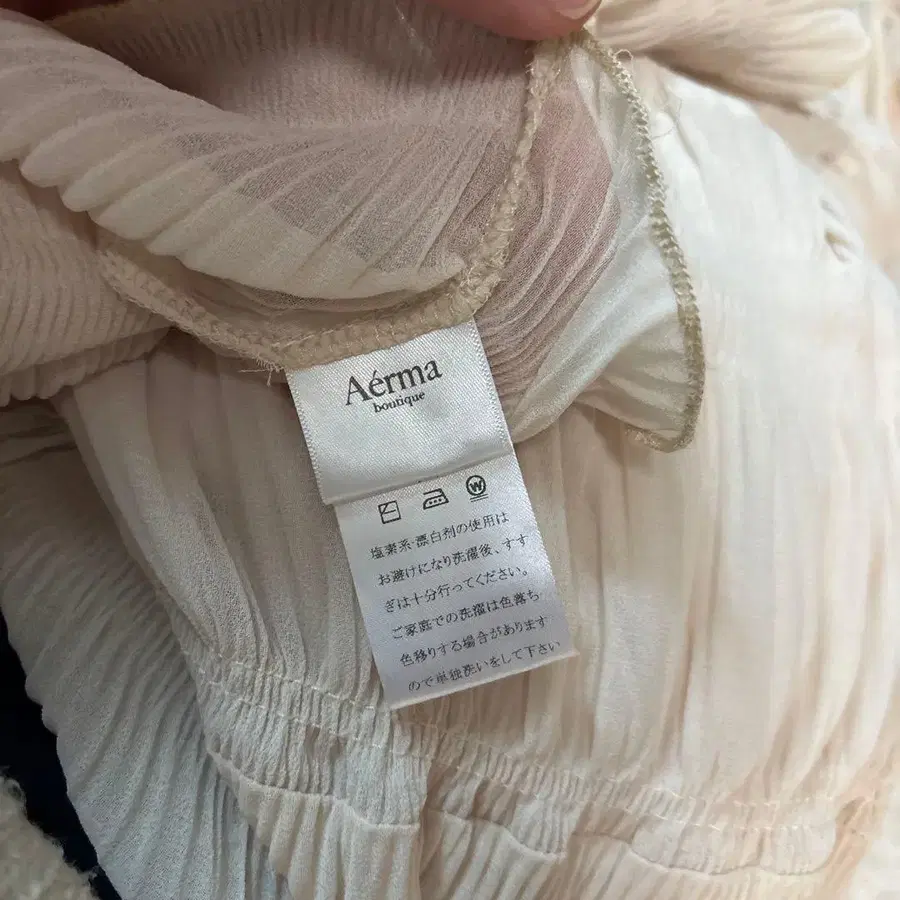 Aérma
boutique
W
塩素系・漂白剤の使用は
お避けになり洗濯後、すす
ぎは十分行ってください。
ご家庭での洗濯は色落ち
色移りする場合があります
ので単独洗いをして下さい